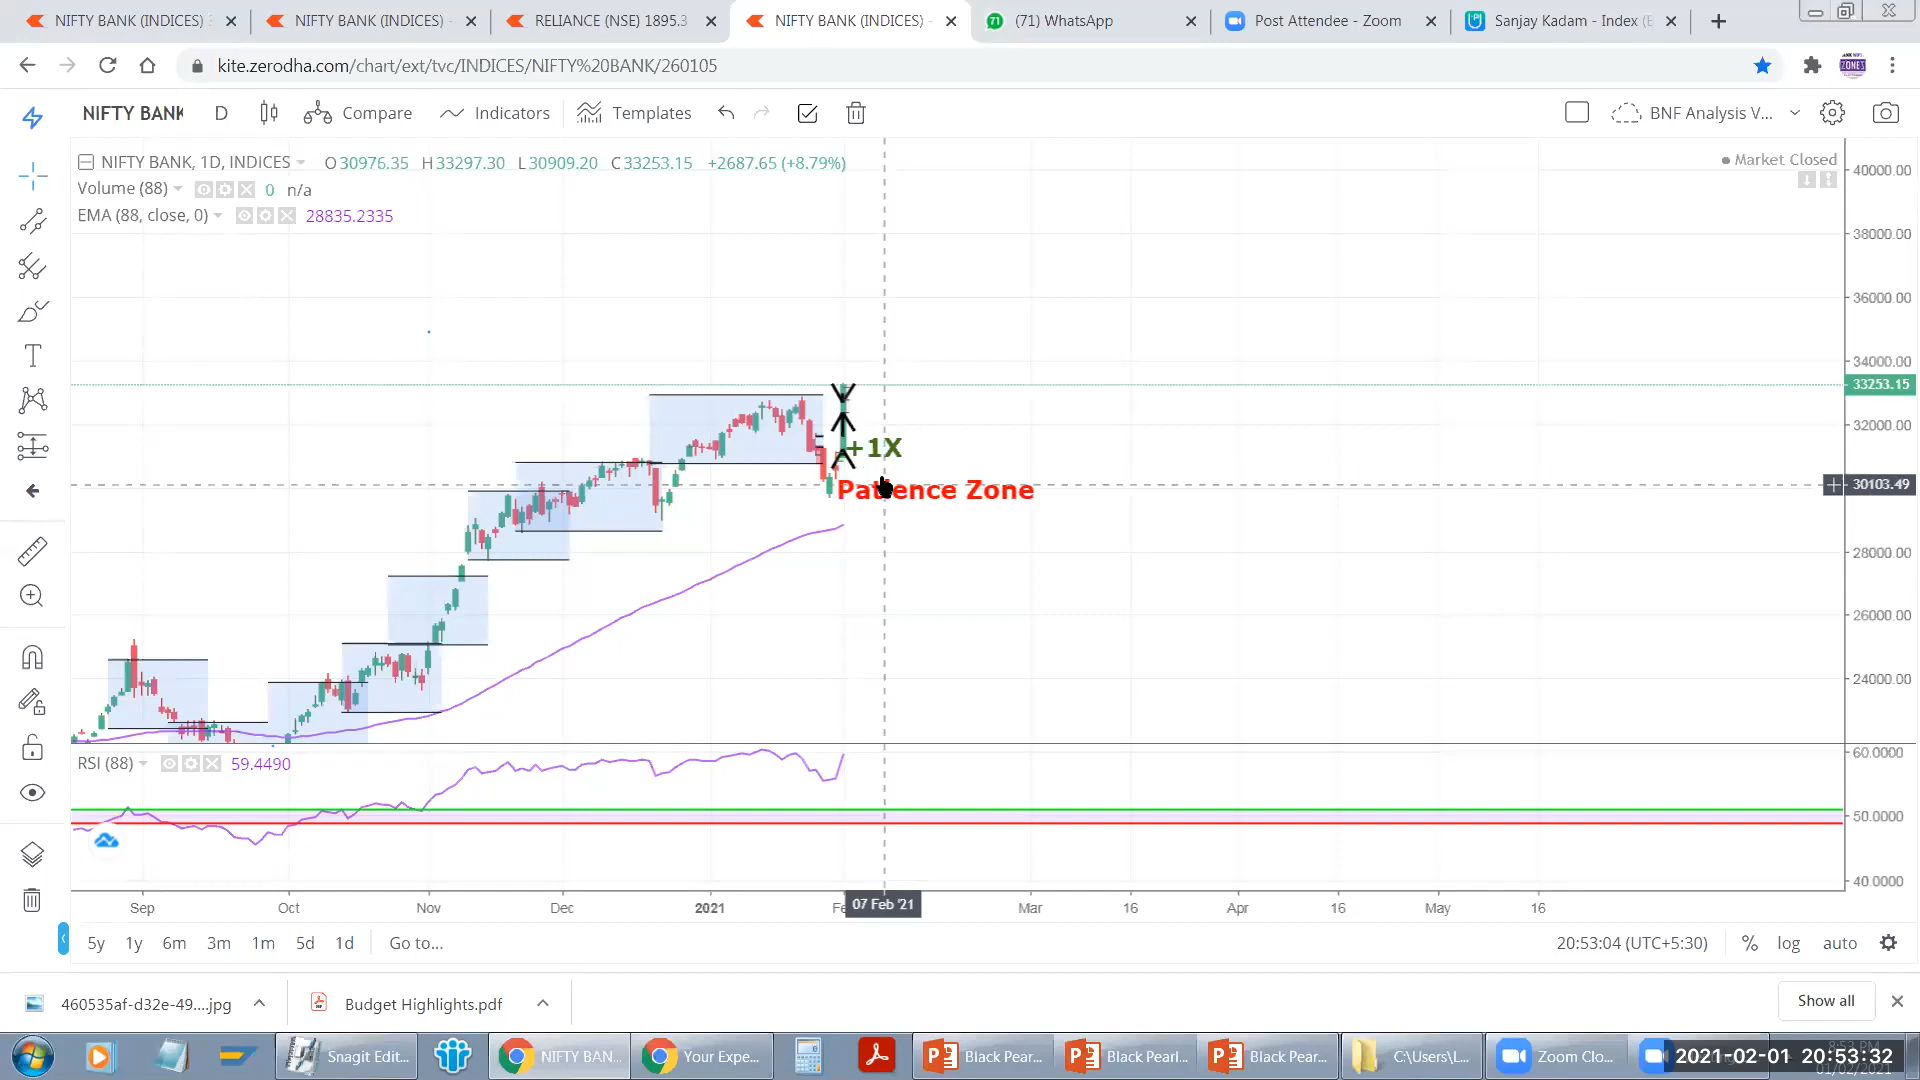 NIFTY BANK (INDICES)
NIFTY BANK (INDICES) -
RELIANCE (NSE) 1895.3
NIFTY BANK (INDICES) -
(71) WhatsApp
Post Attendee - Zoom
Sanjay Kadam - Index (
kite.zerodha.com/chart/ext/tvc/INDICES/NIFTY%20BANK/260105
NIFTY BANK D Compare Indicators Templates BNF Analysis V...
NIFTY BANK, 1D, INDICES O30976.35 H33297.30 L30909.20 C33253.15 +2687.65 (+8.79%)
Market Closed
Volume (88) 0 n/a
EMA (88, close, 0) 28835.2335
40000.00
38000.00
36000.00
34000.00
33253.15
32000.00
+1X
Patience Zone
30103.49
28000.00
26000.00
24000.00
RSI (88) 59.4490
60.0000
50.0000
40.0000
Sep Oct Nov Dec 2021 07 Feb '21 Mar 16 Apr 16 May 16
5y 1y 6m 3m 1m 5d 1d Go to... 20:53:04 (UTC+5:30) % log auto
460535af-d32e-49....jpg
Budget Highlights.pdf
Show all
Snagit Edit...
NIFTY BAN...
Your Expe...
Black Pear...
Black Pearl...
Black Pear...
C:\Users\L...
Zoom Clo...
2021-02-01 20:53:32
01/02/2021